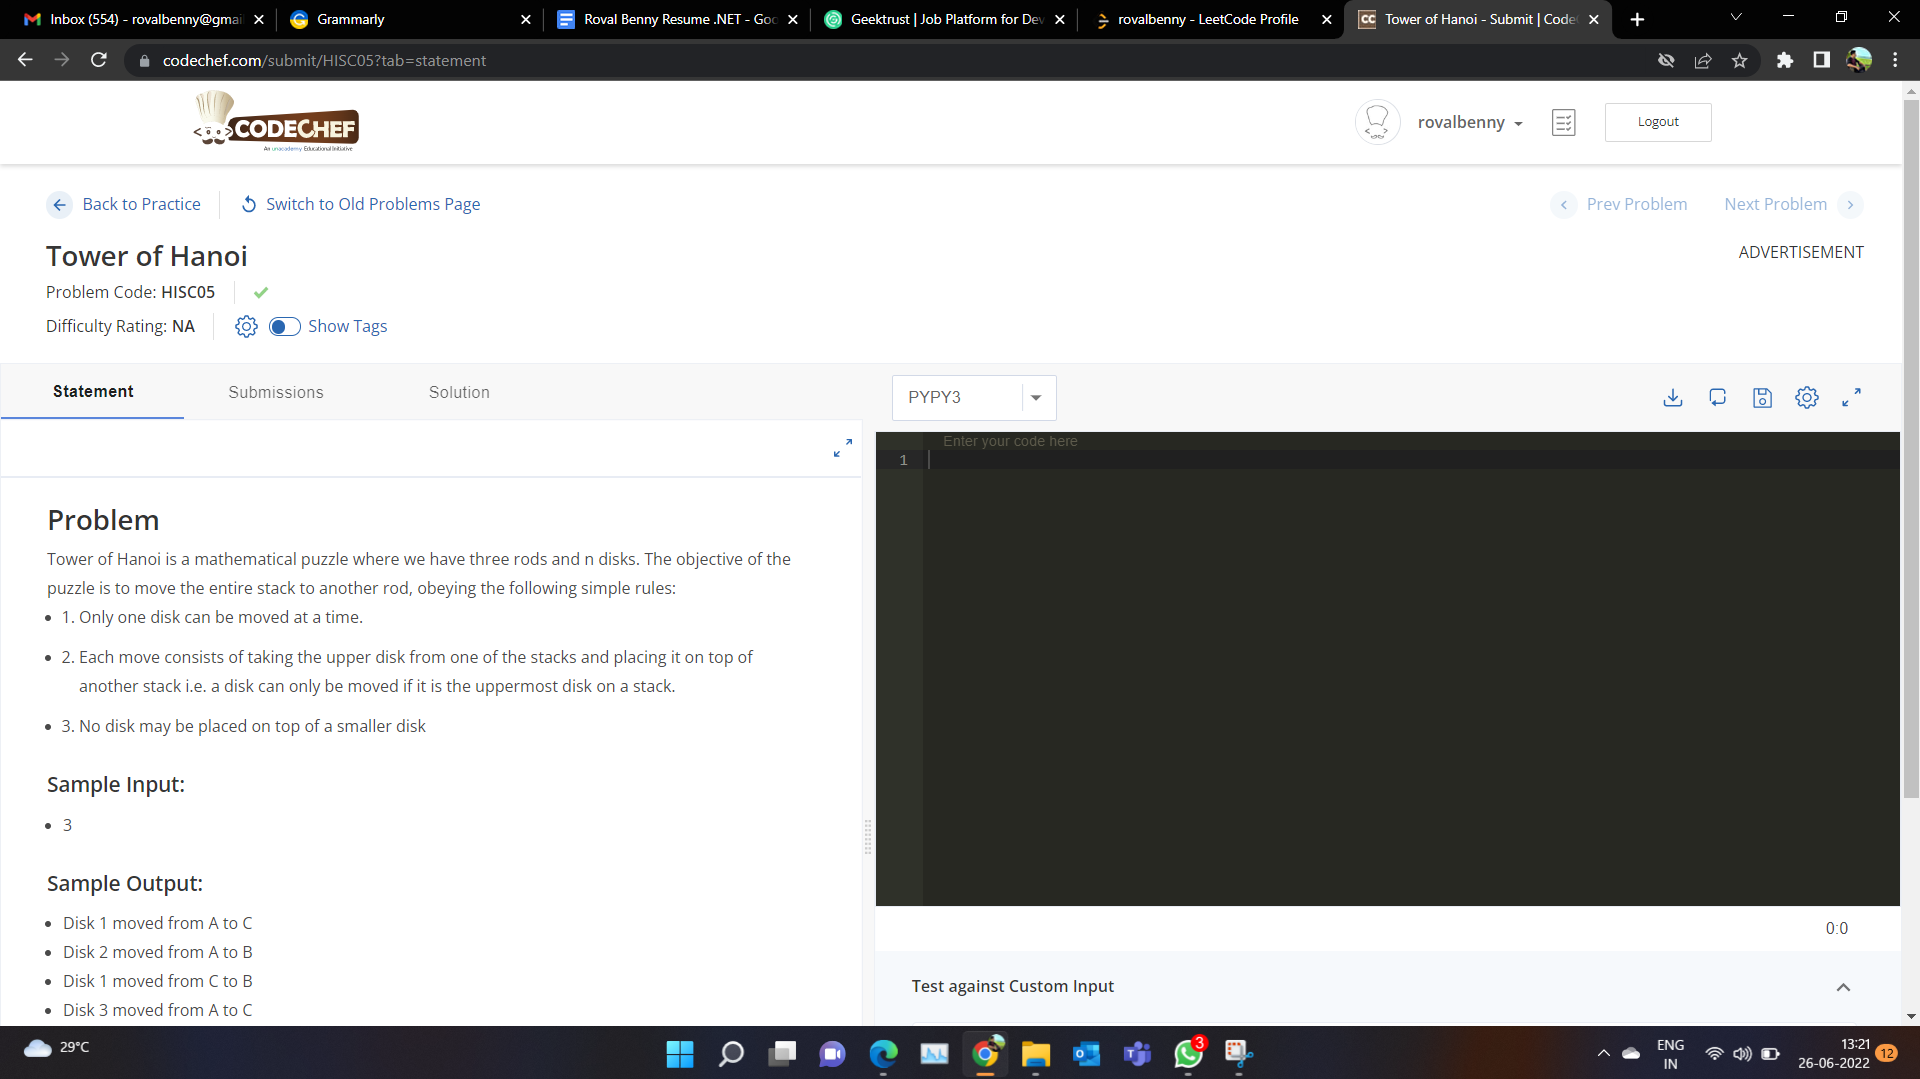 Inbox (554) - rovalbenny@gmai
Grammarly
Roval Benny Resume .NET - Goo
Geektrust | Job Platform for Dev
rovalbenny - LeetCode Profile
CC Tower of Hanoi - Submit | CodeC
codechef.com/submit/HISC05?tab=statement
CODECHEF
An unacademy Educational Initiative
rovalbenny
Logout
Back to Practice
Switch to Old Problems Page
Prev Problem
Next Problem
Tower of Hanoi
ADVERTISEMENT
Problem Code: HISC05
Difficulty Rating: NA
Show Tags
Statement
Submissions
Solution
PYPY3
Enter your code here
1
Problem
Tower of Hanoi is a mathematical puzzle where we have three rods and n disks. The objective of the
puzzle is to move the entire stack to another rod, obeying the following simple rules:
1. Only one disk can be moved at a time.
2. Each move consists of taking the upper disk from one of the stacks and placing it on top of
another stack i.e. a disk can only be moved if it is the uppermost disk on a stack.
3. No disk may be placed on top of a smaller disk
Sample Input:
3
Sample Output:
Disk 1 moved from A to C
Disk 2 moved from A to B
Disk 1 moved from C to B
Disk 3 moved from A to C
0:0
Test against Custom Input
29°C
3
ENG
IN
13:21
26-06-2022
12